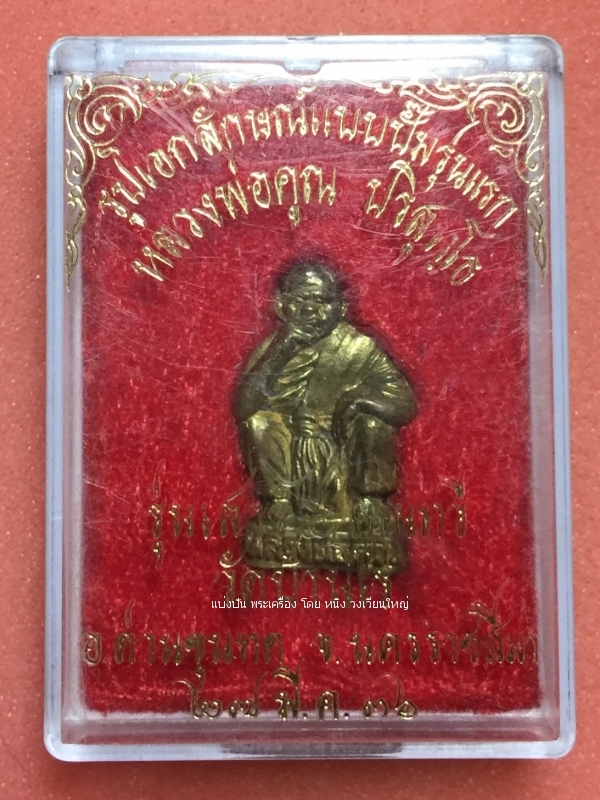 รูปเอกลักษณ์แบบปั๊มรุ่นแรก
หลวงพ่อคูณ ปริสุทฺโธ
รุ่น
วัดบ้านไร่
แบ่งปัน พระเครื่อง โดย หนึ่ง วงเวียนใหญ่
อ.ด่านขุนทด จ.นครราชสีมา
๒๗ มี.ค. ๓๖